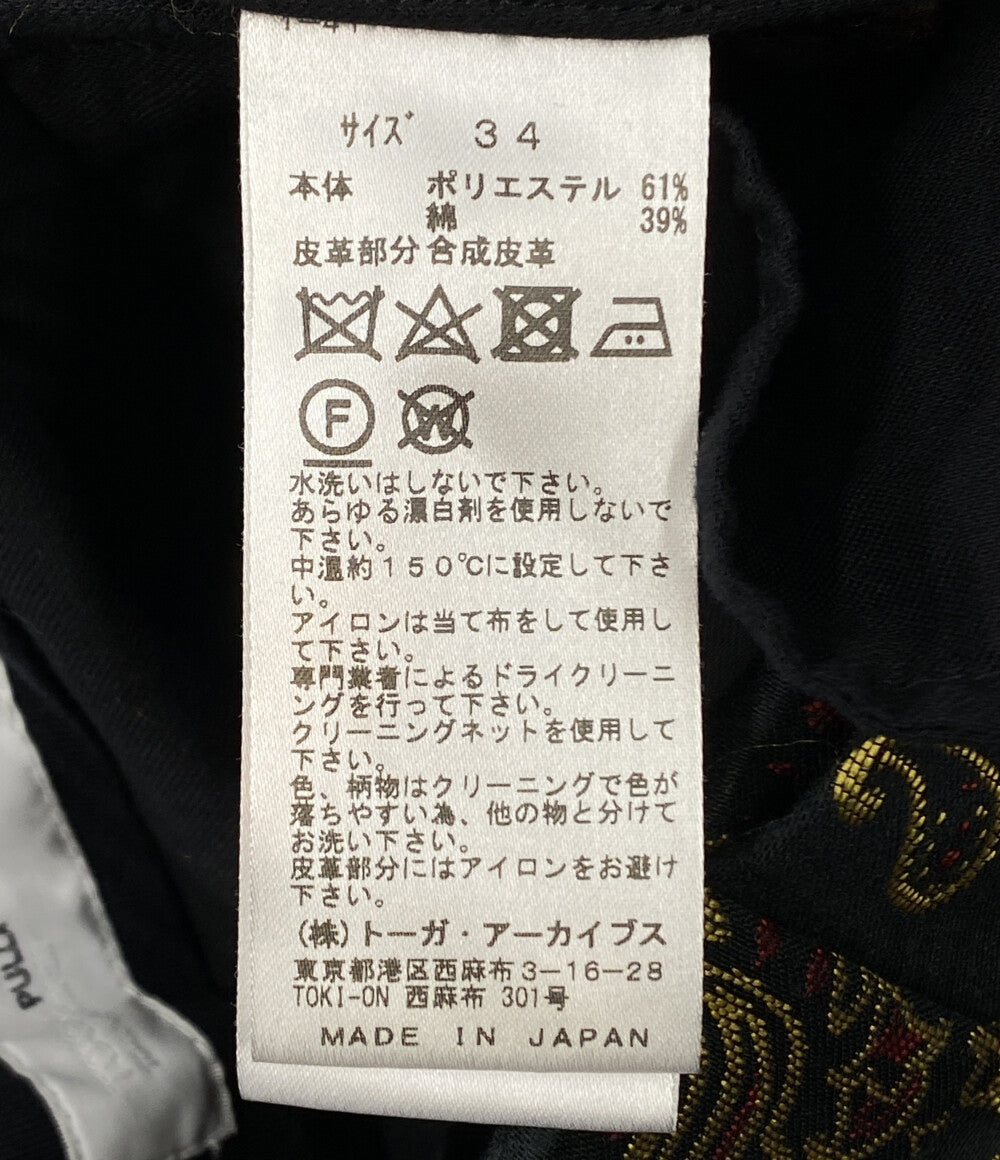 サイズ 34
本体 ポリエステル 61%
綿 39%
皮革部分 合成皮革
F
W
水洗いはしないで下さい。
あらゆる漂白剤を使用しないで
下さい。
中温約150℃に設定して下さ
い。
アイロンは当て布をして使用し
て下さい。
専門業者によるドライクリーニ
ングを行って下さい。
クリーニングネットを使用して
下さい。
色、柄物はクリーニングで色が
落ちやすい為、他の物と分けて
お洗い下さい。
皮革部分にはアイロンをお避け
下さい。
(株)トーガ・アーカイブス
東京都港区西麻布3-16-28
TOKI-ON 西麻布 301号
MADE IN JAPAN